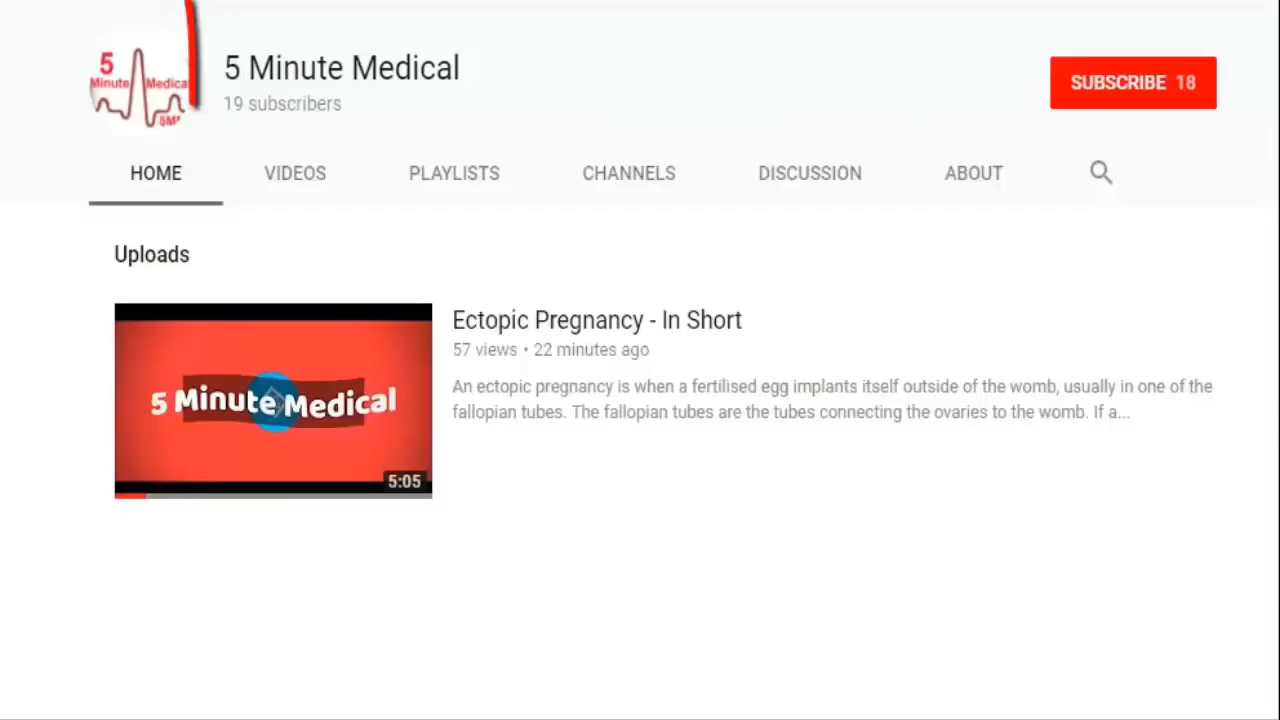 5 Minute Medical
19 subscribers
SUBSCRIBE 18
5
Minute Medical
HOME VIDEOS PLAYLISTS CHANNELS DISCUSSION ABOUT
Uploads
5 Minute Medical
5:05
Ectopic Pregnancy - In Short
57 views • 22 minutes ago
An ectopic pregnancy is when a fertilised egg implants itself outside of the womb, usually in one of the
fallopian tubes. The fallopian tubes are the tubes connecting the ovaries to the womb. If a...